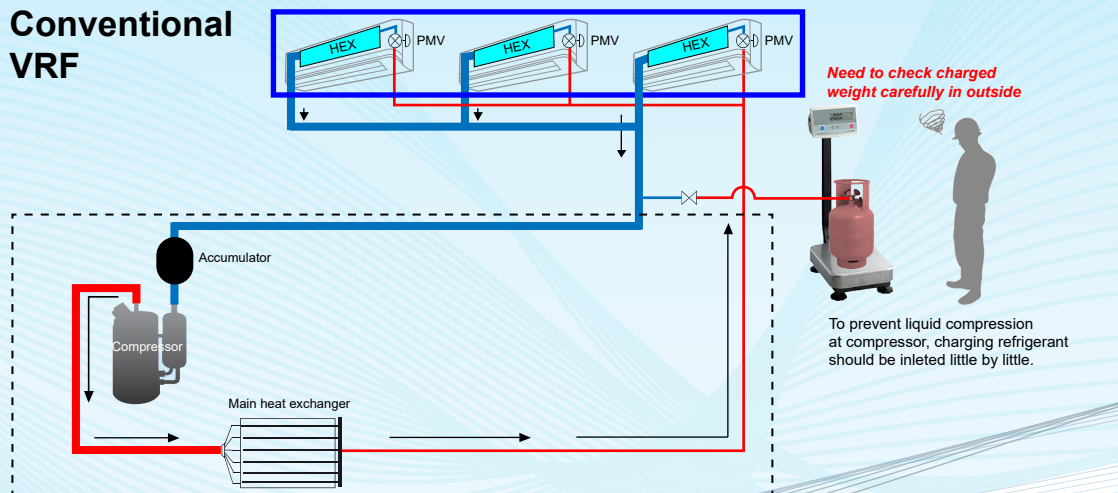 Conventional
VRF
HEX
PMV
HEX
PMV
HEX
PMV
Need to check charged
weight carefully in outside
Accumulator
Compressor
Main heat exchanger
To prevent liquid compression
at compressor, charging refrigerant
should be inleted little by little.